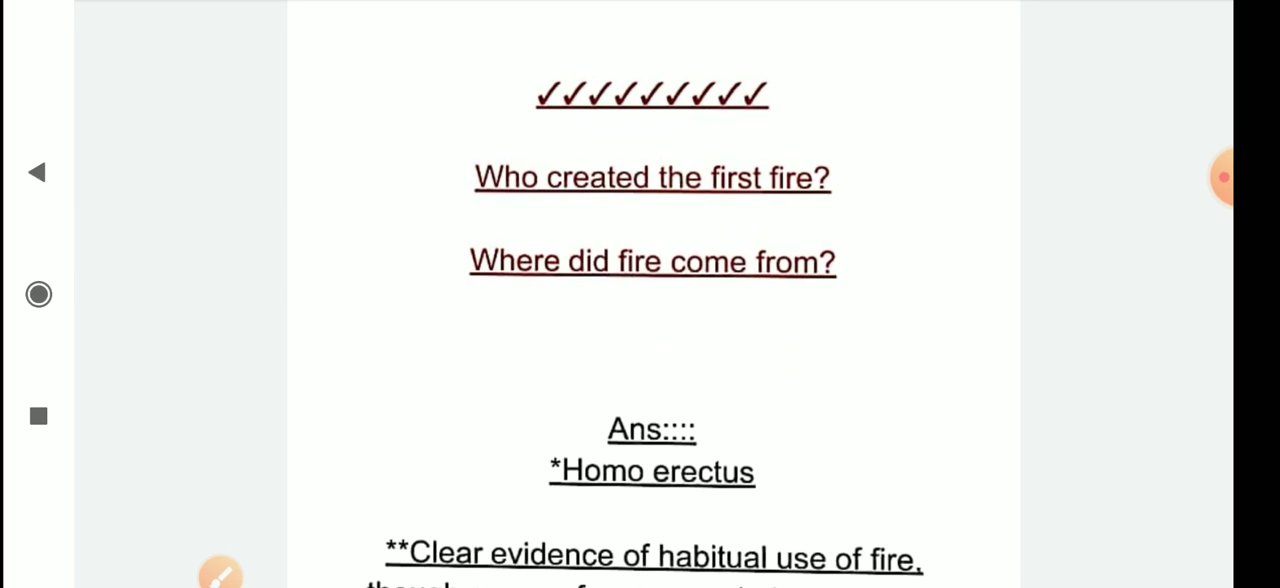 ✓✓✓✓✓✓✓✓✓
Who created the first fire?
Where did fire come from?
Ans::::
*Homo erectus
**Clear evidence of habitual use of fire,